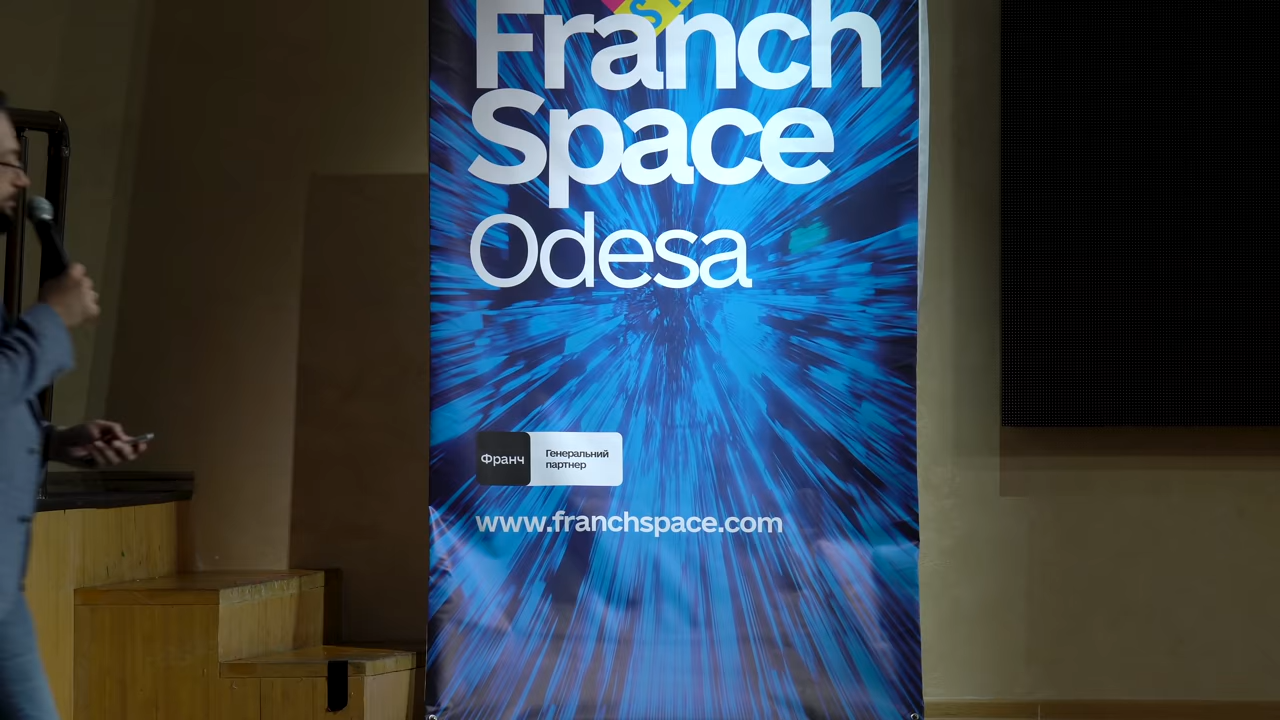 Franch
Space
Odesa
Франч
Генеральний
партнер
www.franchspace.com